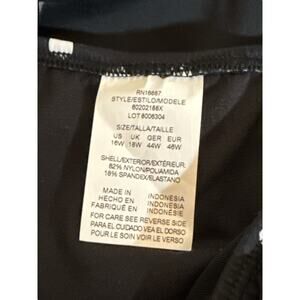 RN16667
STYLE/ESTILO/MODELE
60202166X
LOT 6006304
SIZE/TALLA/TAILLE
US UK GER EUR
16W 18W 44W 46W
SHELL/EXTERIOR/EXTÉRIEUR:
82% NYLON/POLIAMIDA
18% SPANDEX/ELASTANO
MADE IN INDONESIA
HECHO EN INDONESIA
FABRIQUÉ EN INDONÉSIE
FOR CARE SEE REVERSE SIDE
PARA EL CUIDADO VEA EL DORSO
POUR LE SOIN VOIR LE VERSO